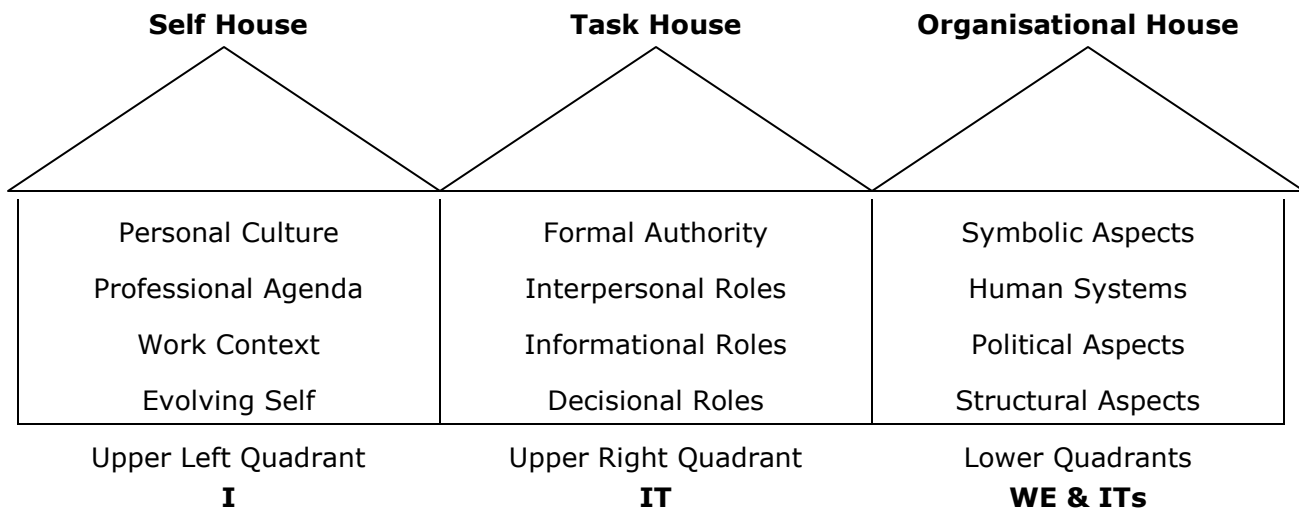 Self House Task House Organisational House
Personal Culture Formal Authority Symbolic Aspects
Professional Agenda Interpersonal Roles Human Systems
Work Context Informational Roles Political Aspects
Evolving Self Decisional Roles Structural Aspects
Upper Left Quadrant Upper Right Quadrant Lower Quadrants
I IT WE & ITs